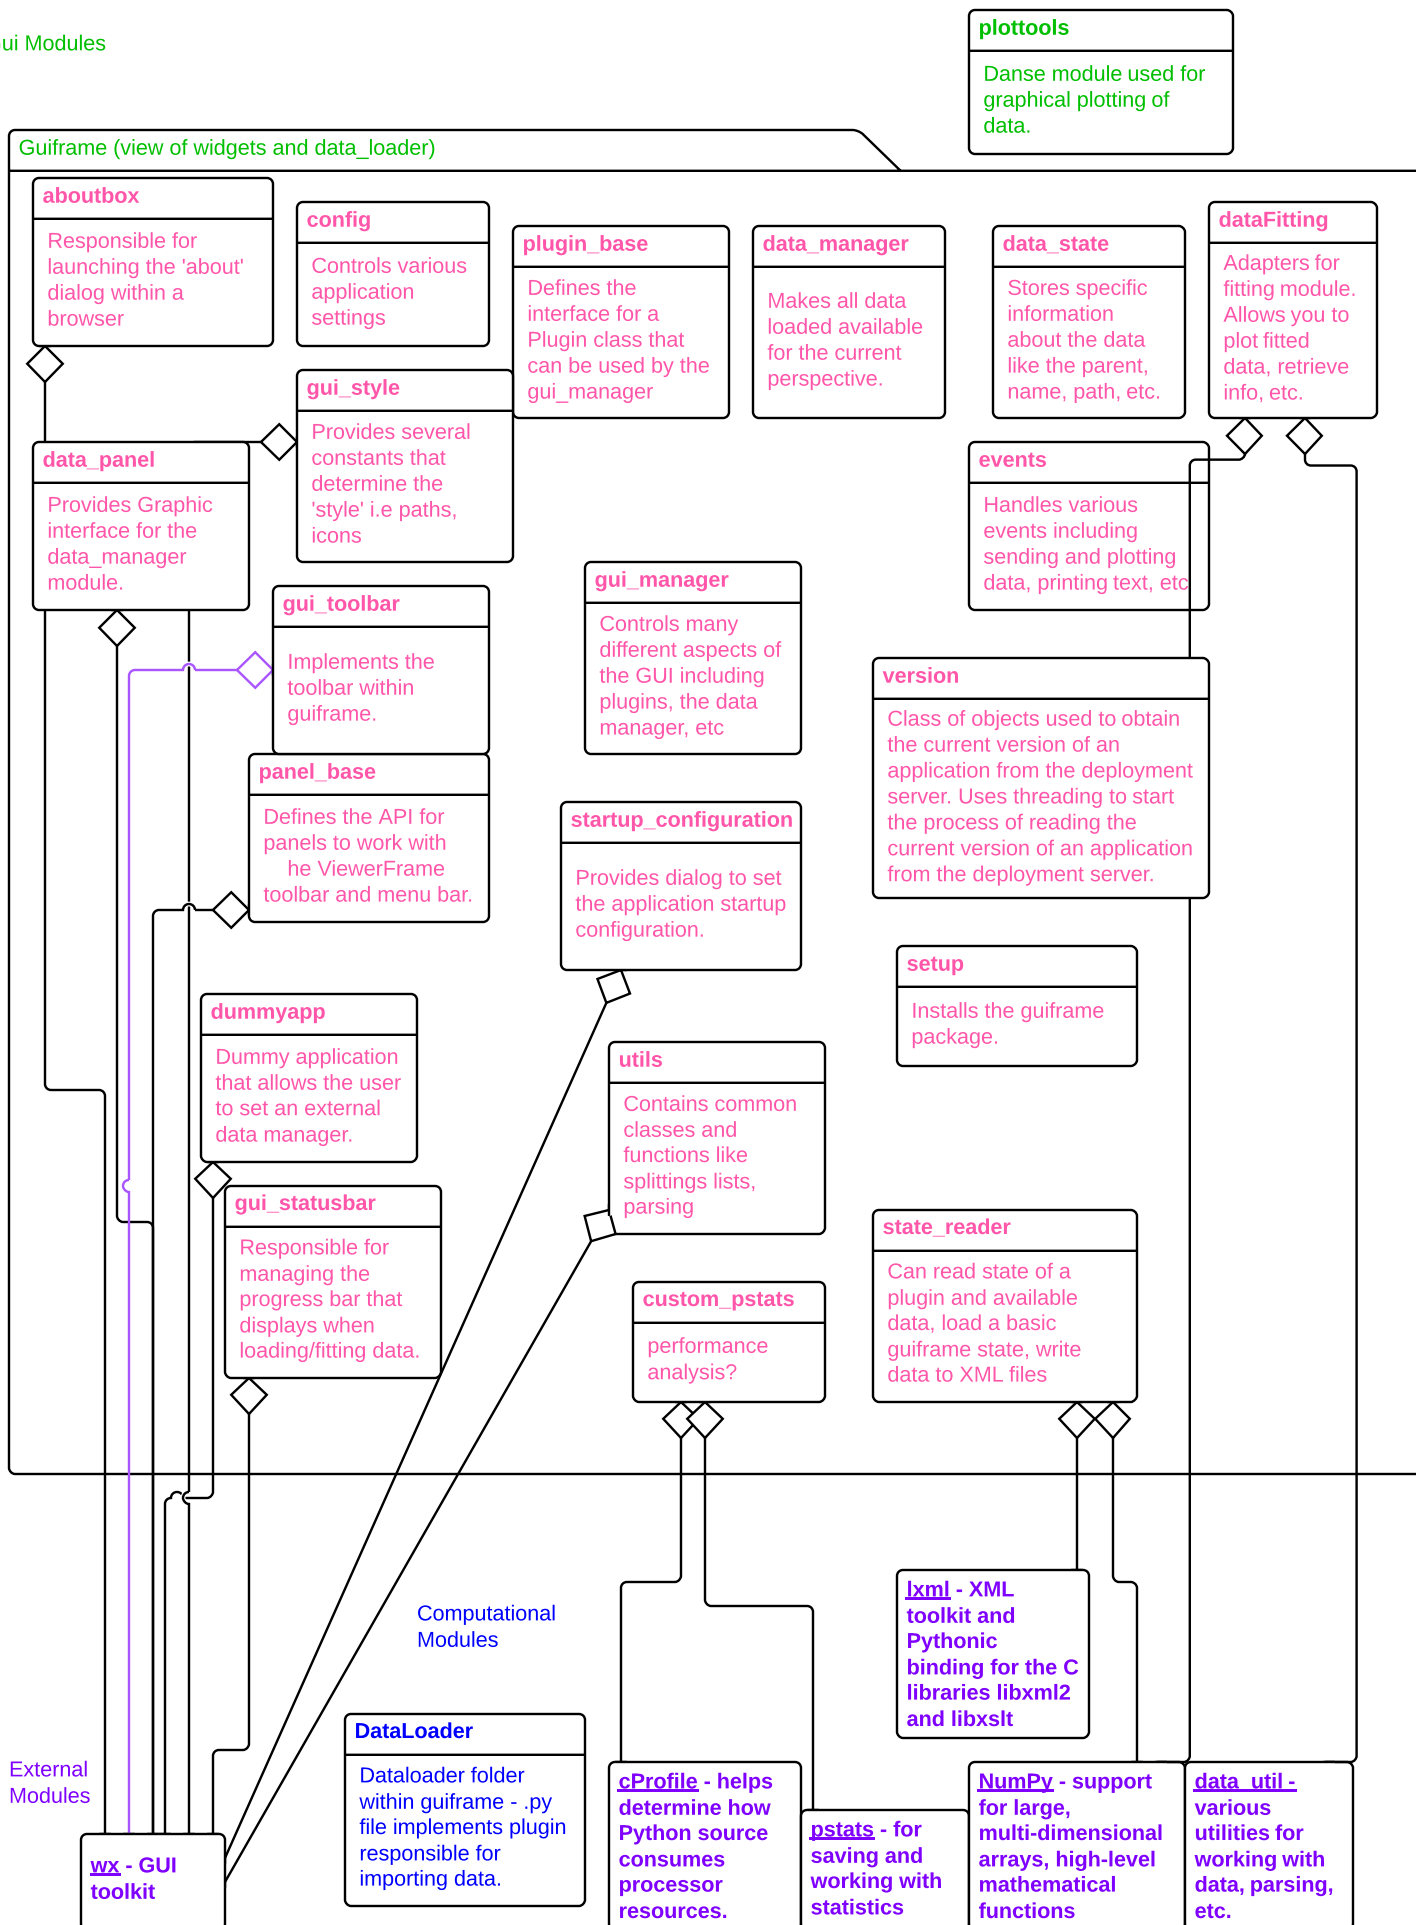 ui Modules
plottools
Danse module used for
graphical plotting of
data.
Guiframe (view of widgets and data_loader)
aboutbox
Responsible for
launching the 'about'
dialog within a
browser
config
Controls various
application
settings
plugin_base
Defines the
interface for a
Plugin class that
can be used by the
gui_manager
data_manager
Makes all data
loaded available
for the current
perspective.
data_state
Stores specific
information
about the data
like the parent,
name, path, etc.
dataFitting
Adapters for
fitting module.
Allows you to
plot fitted
data, retrieve
info, etc.
gui_style
Provides several
constants that
determine the
'style' i.e paths,
icons
data_panel
Provides Graphic
interface for the
data_manager
module.
events
Handles various
events including
sending and plotting
data, printing text, etc
gui_toolbar
Implements the
toolbar within
guiframe.
gui_manager
Controls many
different aspects of
the GUI including
plugins, the data
manager, etc
version
Class of objects used to obtain
the current version of an
application from the deployment
server. Uses threading to start
the process of reading the
current version of an application
from the deployment server.
panel_base
Defines the API for
panels to work with
he ViewerFrame
toolbar and menu bar.
startup_configuration
Provides dialog to set
the application startup
configuration.
setup
Installs the guiframe
package.
dummyapp
Dummy application
that allows the user
to set an external
data manager.
utils
Contains common
classes and
functions like
splittings lists,
parsing
gui_statusbar
Responsible for
managing the
progress bar that
displays when
loading/fitting data.
state_reader
Can read state of a
plugin and available
data, load a basic
guiframe state, write
data to XML files
custom_pstats
performance
analysis?
Computational
Modules
lxml - XML
toolkit and
Pythonic
binding for the C
libraries libxml2
and libxslt
External
Modules
DataLoader
Dataloader folder
within guiframe - .py
file implements plugin
responsible for
importing data.
wx - GUI
toolkit
cProfile - helps
determine how
Python source
consumes
processor
resources.
pstats - for
saving and
working with
statistics
NumPy - support
for large,
multi-dimensional
arrays, high-level
mathematical
functions
data_util -
various
utilities for
working with
data, parsing,
etc.